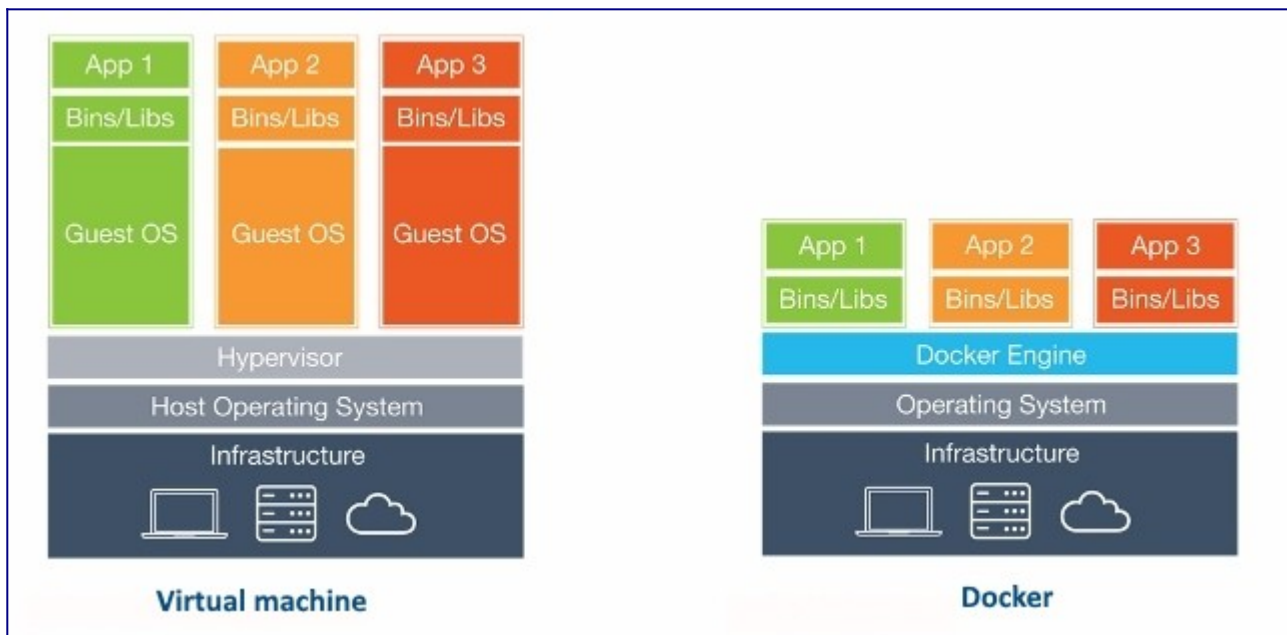 App 1
App 2
App 3
Bins/Libs
Bins/Libs
Bins/Libs
Guest OS
Guest OS
Guest OS
Hypervisor
Host Operating System
Infrastructure
Virtual machine
App 1
App 2
App 3
Bins/Libs
Bins/Libs
Bins/Libs
Docker Engine
Operating System
Infrastructure
Docker